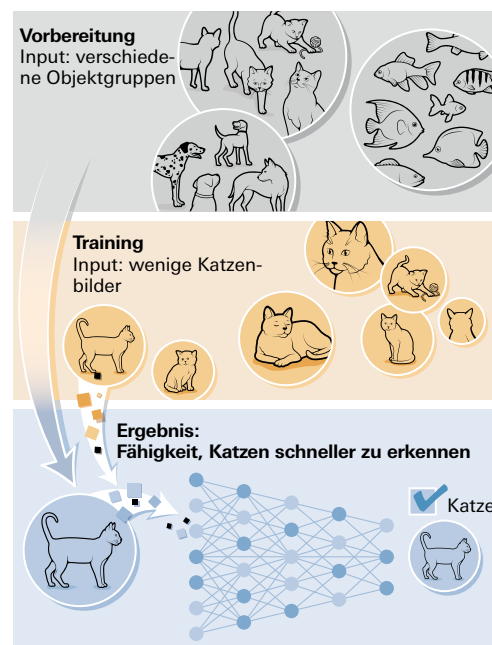 Vorbereitung
Input: verschiede-
ne Objektgruppen
Training
Input: wenige Katzen-
bilder
Ergebnis:
Fähigkeit, Katzen schneller zu erkennen
Katze